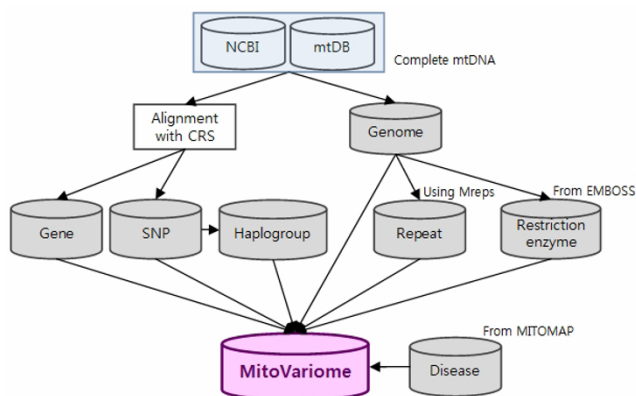 NCBI
mtDB
Complete mtDNA
Alignment
with CRS
Genome
Using Mreps
From EMBOSS
Gene
SNP
Haplogroup
Repeat
Restriction
enzyme
From MITOMAP
MitoVariome
Disease